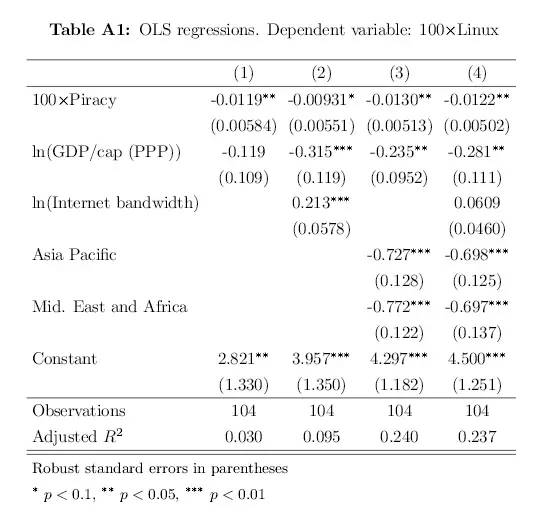 Table A1: OLS regressions. Dependent variable: 100×Linux
(1) (2) (3) (4)
100×Piracy -0.0119** -0.00931* -0.0130** -0.0122**
(0.00584) (0.00551) (0.00513) (0.00502)
ln(GDP/cap (PPP)) -0.119 -0.315*** -0.235** -0.281**
(0.109) (0.119) (0.0952) (0.111)
ln(Internet bandwidth) 0.213*** 0.0609
(0.0578) (0.0460)
Asia Pacific -0.727*** -0.698***
(0.128) (0.125)
Mid. East and Africa -0.772*** -0.697***
(0.122) (0.137)
Constant 2.821** 3.957*** 4.297*** 4.500***
(1.330) (1.350) (1.182) (1.251)
Observations 104 104 104 104
Adjusted R² 0.030 0.095 0.240 0.237
Robust standard errors in parentheses
* p < 0.1, ** p < 0.05, *** p < 0.01